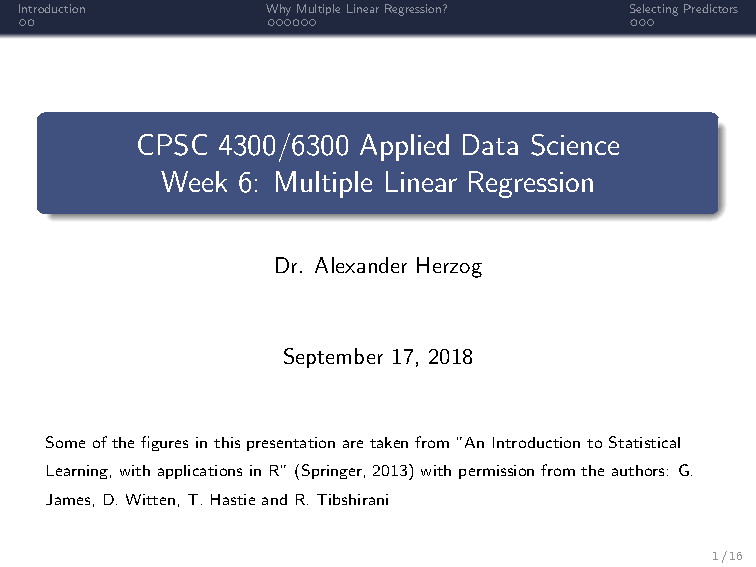 Introduction
Why Multiple Linear Regression?
Selecting Predictors
CPSC 4300/6300 Applied Data Science
Week 6: Multiple Linear Regression
Dr. Alexander Herzog
September 17, 2018
Some of the figures in this presentation are taken from "An Introduction to Statistical
Learning, with applications in R" (Springer, 2013) with permission from the authors: G.
James, D. Witten, T. Hastie and R. Tibshirani
1 / 16